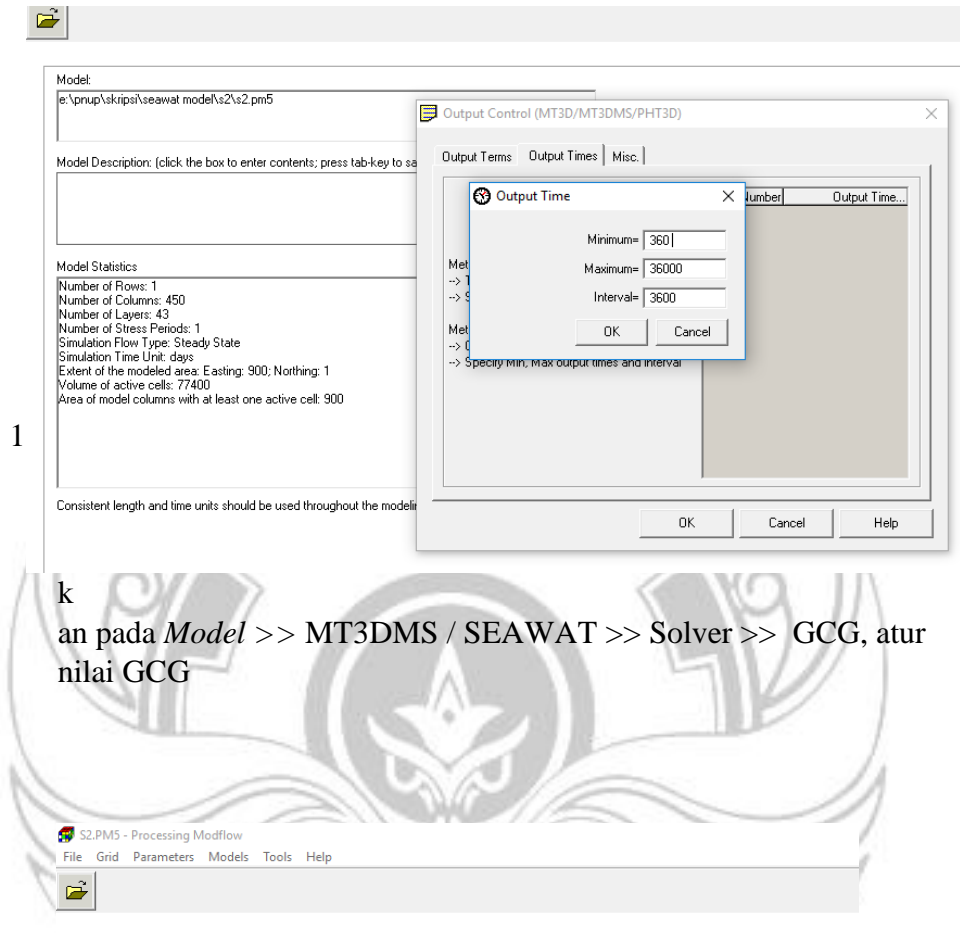 Model:
e:\pnup\skripsi\seawat model\s2\s2.pm5
Model Description: (click the box to enter contents; press tab-key to sa
Model Statistics
Number of Rows: 1
Number of Columns: 450
Number of Layers: 43
Number of Stress Periods: 1
Simulation Flow Type: Steady State
Simulation Time Unit: days
Extent of the modeled area: Easting: 900; Northing: 1
Volume of active cells: 77400
Area of model columns with at least one active cell: 900
Consistent length and time units should be used throughout the modelin
Output Control (MT3D/MT3DMS/PHT3D)
Output Terms Output Times Misc.
Number Output Time...
Output Time
Minimum= 360
Maximum= 36000
Interval= 3600
OK Cancel
Met
--> T
--> S
Met
-->
--> Specify Min, Max output times and interval
OK Cancel Help
1
k
an pada Model >> MT3DMS / SEAWAT >> Solver >> GCG, atur
nilai GCG
S2.PM5 - Processing Modflow
File Grid Parameters Models Tools Help